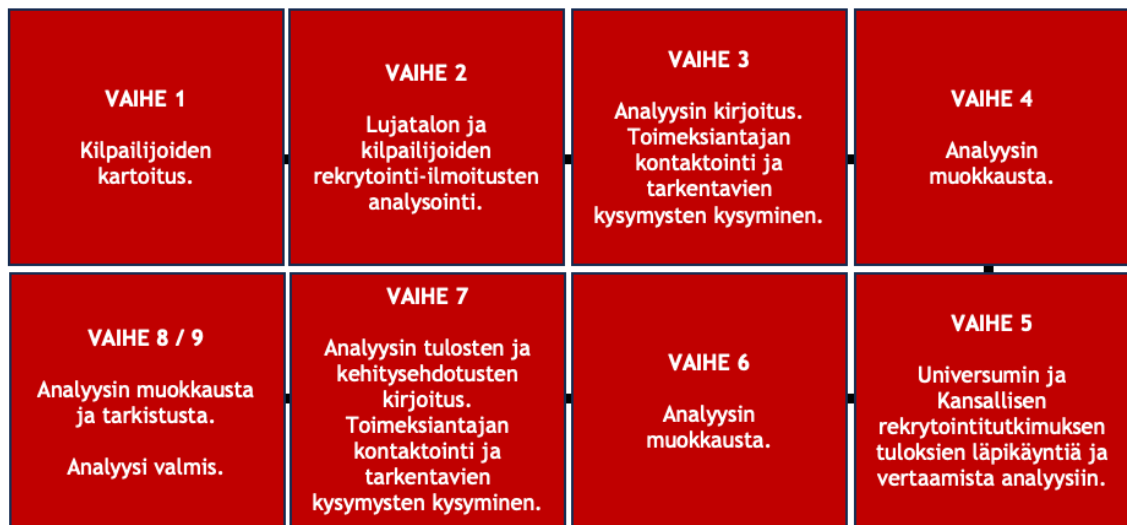 VAIHE 1
Kilpailijoiden
kartoitus.
VAIHE 2
Lujatalon ja
kilpailijoiden
rekrytointi-ilmoitusten
analysointi.
VAIHE 3
Analyysin kirjoitus.
Toimeksiantajan
kontaktointi ja
tarkentavien
kysymysten kysyminen.
VAIHE 4
Analyysin
muokkausta.
VAIHE 5
Universumin ja
Kansallisen
rekrytointitutkimuksen
tuloksien läpikäyntiä ja
vertaamista analyysiin.
VAIHE 6
Analyysin
muokkausta.
VAIHE 7
Analyysin tulosten ja
kehitysehdotusten
kirjoitus.
Toimeksiantajan
kontaktointi ja
tarkentavien
kysymysten kysyminen.
VAIHE 8 / 9
Analyysin muokkausta
ja tarkistusta.
Analyysi valmis.